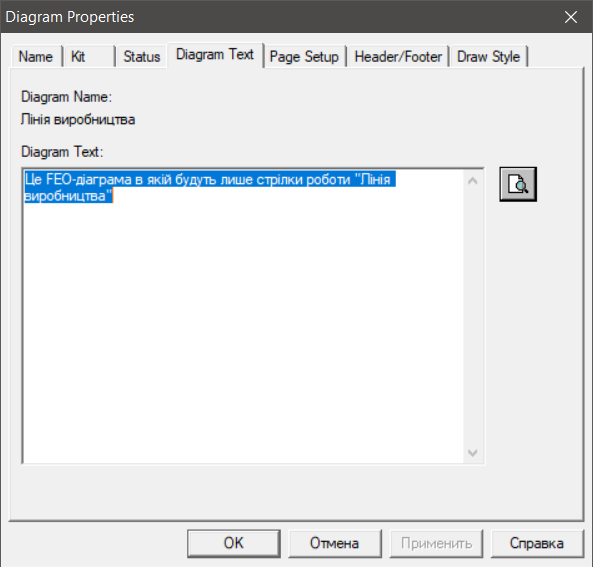 Diagram Properties
Name
Kit
Status
Diagram Text
Page Setup
Header/Footer
Draw Style
Diagram Name:
Лінія виробництва
Diagram Text:
Це FEO-діаграма в якій будуть лише стрілки роботи "Лінія
виробництва"
OK
Отмена
Применить
Справка